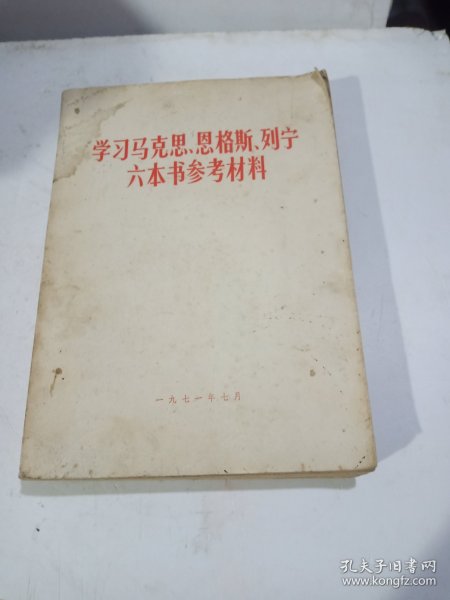 学习马克思、恩格斯、列宁
六本书参考材料
一九七一年七月
孔夫子旧书网
www.kongfz.com